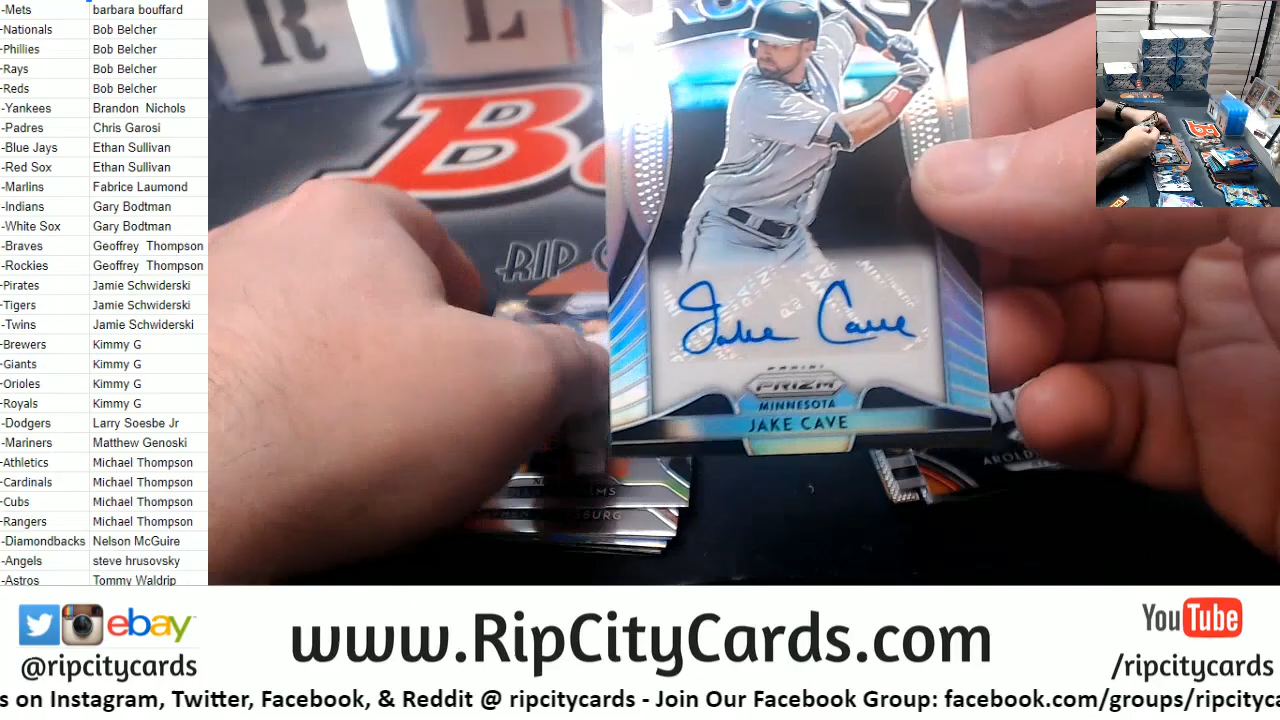 -Mets barbara bouffard
-Nationals Bob Belcher
-Phillies Bob Belcher
-Rays Bob Belcher
-Reds Bob Belcher
-Yankees Brandon Nichols
-Padres Chris Garosi
-Blue Jays Ethan Sullivan
-Red Sox Ethan Sullivan
-Marlins Fabrice Laumond
-Indians Gary Bodtman
-White Sox Gary Bodtman
-Braves Geoffrey Thompson
-Rockies Geoffrey Thompson
-Pirates Jamie Schwiderski
-Tigers Jamie Schwiderski
-Twins Jamie Schwiderski
-Brewers Kimmy G
-Giants Kimmy G
-Orioles Kimmy G
-Royals Kimmy G
-Dodgers Larry Soesbe Jr
-Mariners Matthew Genoski
-Athletics Michael Thompson
-Cardinals Michael Thompson
-Cubs Michael Thompson
-Rangers Michael Thompson
-Diamondbacks Nelson McGuire
-Angels steve hrusovsky
-Astros Tommy Waldrip
R L
B
D
D
RIP
Jake Cave
PANINI
PRIZM
MINNESOTA
JAKE CAVE
AROLD
AMS
BURG
ebay
@ripcitycards
www.RipCityCards.com
YouTube
/ripcitycards
s on Instagram, Twitter, Facebook, & Reddit @ ripcitycards - Join Our Facebook Group: facebook.com/groups/ripcityca